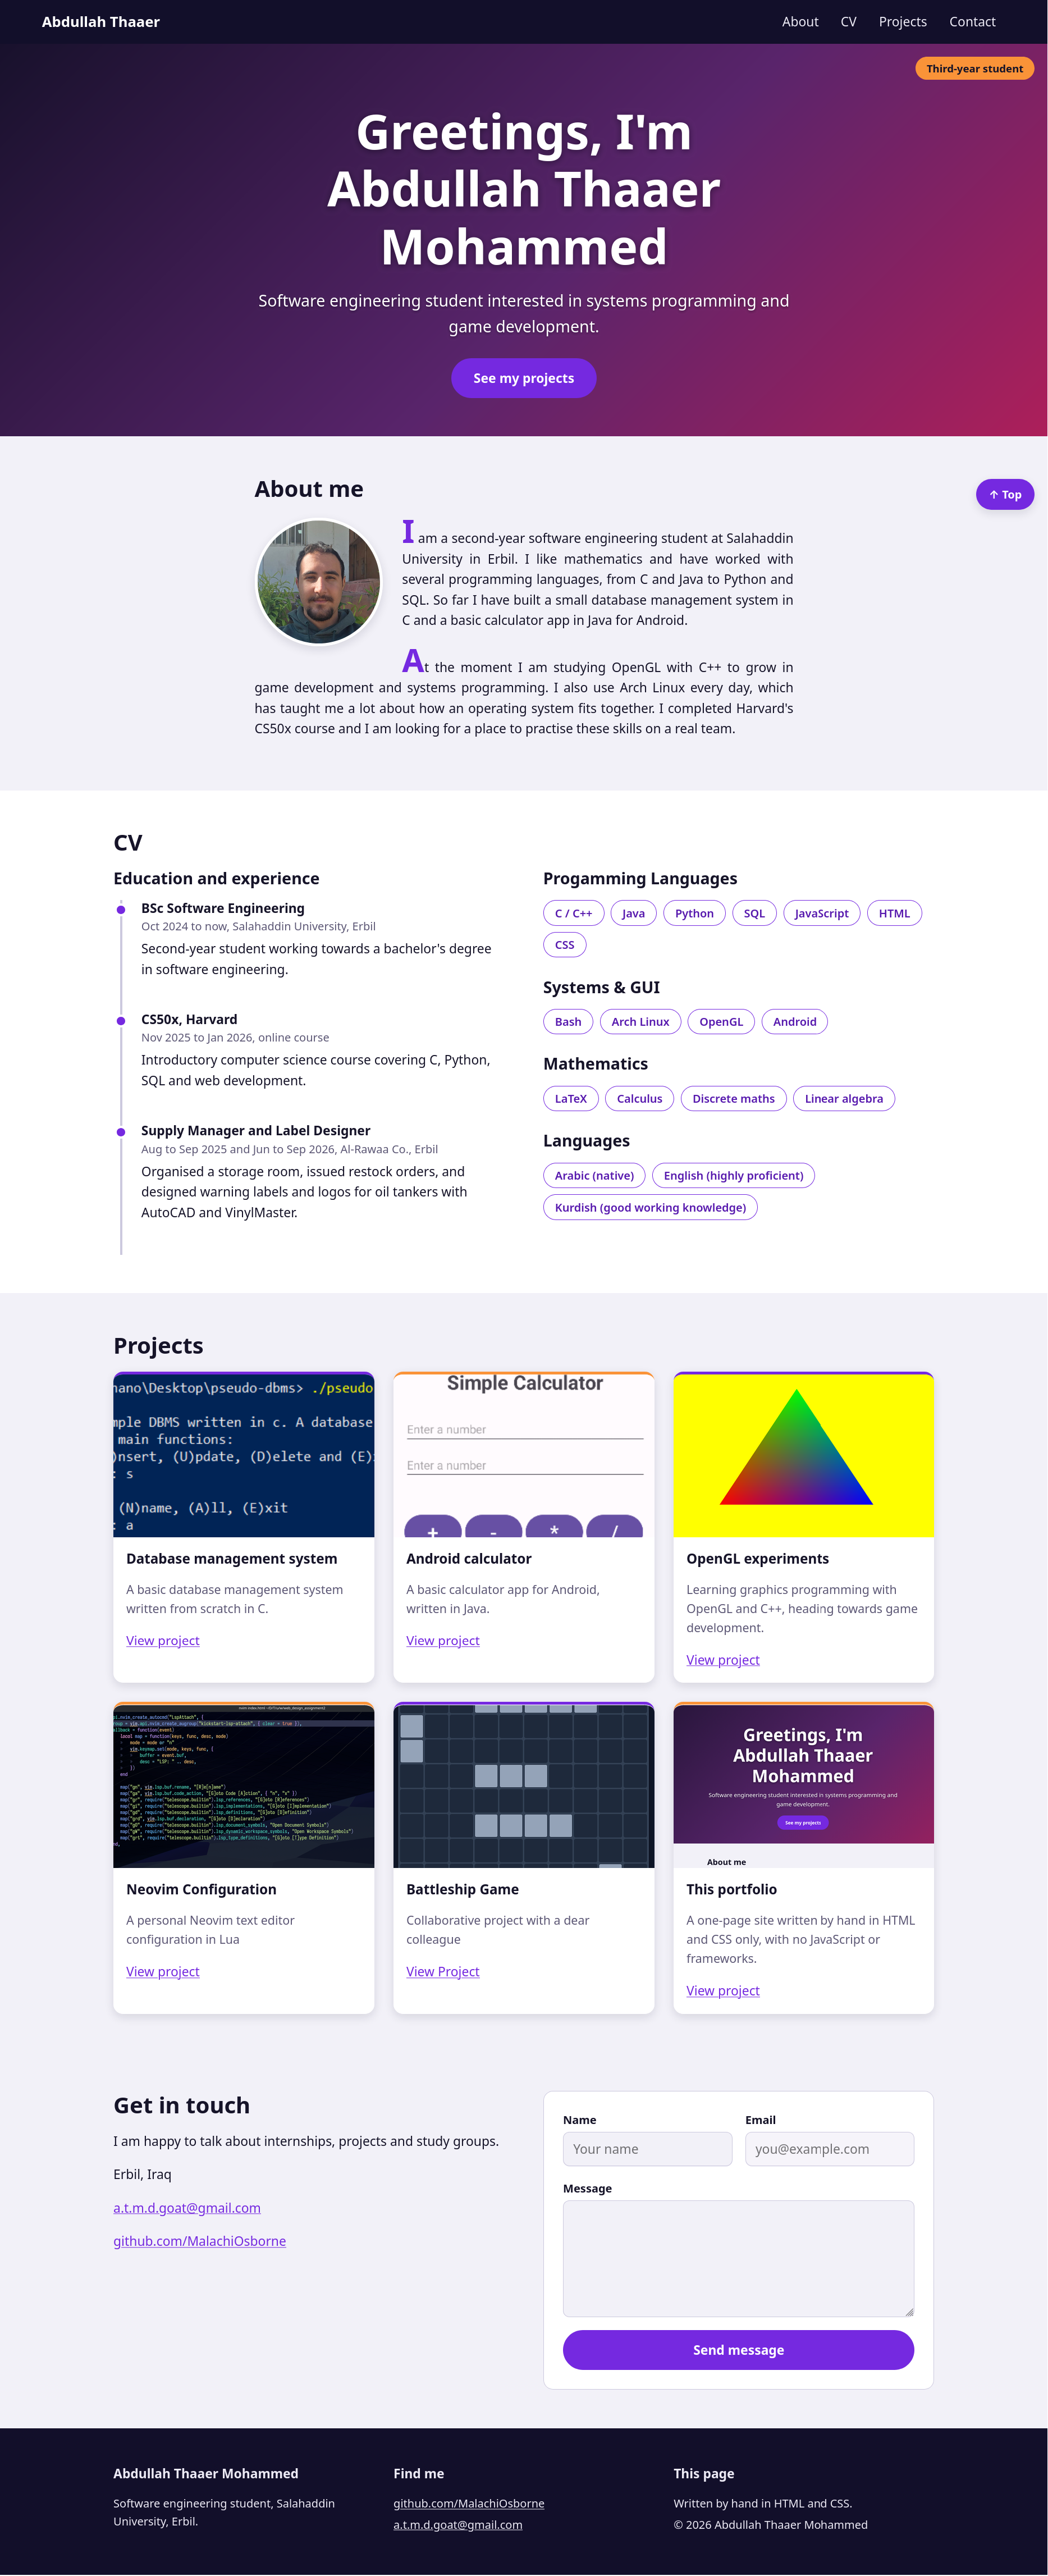 Abdullah Thaaer
About CV Projects Contact
Third-year student
Greetings, I'm
Abdullah Thaaer
Mohammed
Software engineering student interested in systems programming and
game development.
See my projects
About me
↑ Top
I am a second-year software engineering student at Salahaddin
University in Erbil. I like mathematics and have worked with
several programming languages, from C and Java to Python and
SQL. So far I have built a small database management system in
C and a basic calculator app in Java for Android.
At the moment I am studying OpenGL with C++ to grow in
game development and systems programming. I also use Arch Linux every day, which
has taught me a lot about how an operating system fits together. I completed Harvard's
CS50x course and I am looking for a place to practise these skills on a real team.
CV
Education and experience
BSc Software Engineering
Oct 2024 to now, Salahaddin University, Erbil
Second-year student working towards a bachelor's degree
in software engineering.
CS50x, Harvard
Nov 2025 to Jan 2026, online course
Introductory computer science course covering C, Python,
SQL and web development.
Supply Manager and Label Designer
Aug to Sep 2025 and Jun to Sep 2026, Al-Rawaa Co., Erbil
Organised a storage room, issued restock orders, and
designed warning labels and logos for oil tankers with
AutoCAD and VinylMaster.
Progamming Languages
C / C++ Java Python SQL JavaScript HTML
CSS
Systems & GUI
Bash Arch Linux OpenGL Android
Mathematics
LaTeX Calculus Discrete maths Linear algebra
Languages
Arabic (native) English (highly proficient)
Kurdish (good working knowledge)
Projects
nano\Desktop\pseudo-dbms> ./pseudo
mple DBMS written in c. A database
main functions:
)nsert, (U)pdate, (D)elete and (E)
: s
(N)name, (A)ll, (E)xit
: a
Database management system
A basic database management system
written from scratch in C.
View project
Simple Calculator
Enter a number
Enter a number
+ - * /
Android calculator
A basic calculator app for Android,
written in Java.
View project
OpenGL experiments
Learning graphics programming with
OpenGL and C++, heading towards game
development.
View project
Neovim Configuration
A personal Neovim text editor
configuration in Lua
View project
Battleship Game
Collaborative project with a dear
colleague
View Project
Greetings, I'm
Abdullah Thaaer
Mohammed
Software engineering student interested in systems programming and
game development.
See my projects
About me
This portfolio
A one-page site written by hand in HTML
and CSS only, with no JavaScript or
frameworks.
View project
Get in touch
I am happy to talk about internships, projects and study groups.
Erbil, Iraq
a.t.m.d.goat@gmail.com
github.com/MalachiOsborne
Name Email
Your name you@example.com
Message
Send message
Abdullah Thaaer Mohammed
Software engineering student, Salahaddin
University, Erbil.
Find me
github.com/MalachiOsborne
a.t.m.d.goat@gmail.com
This page
Written by hand in HTML and CSS.
© 2026 Abdullah Thaaer Mohammed